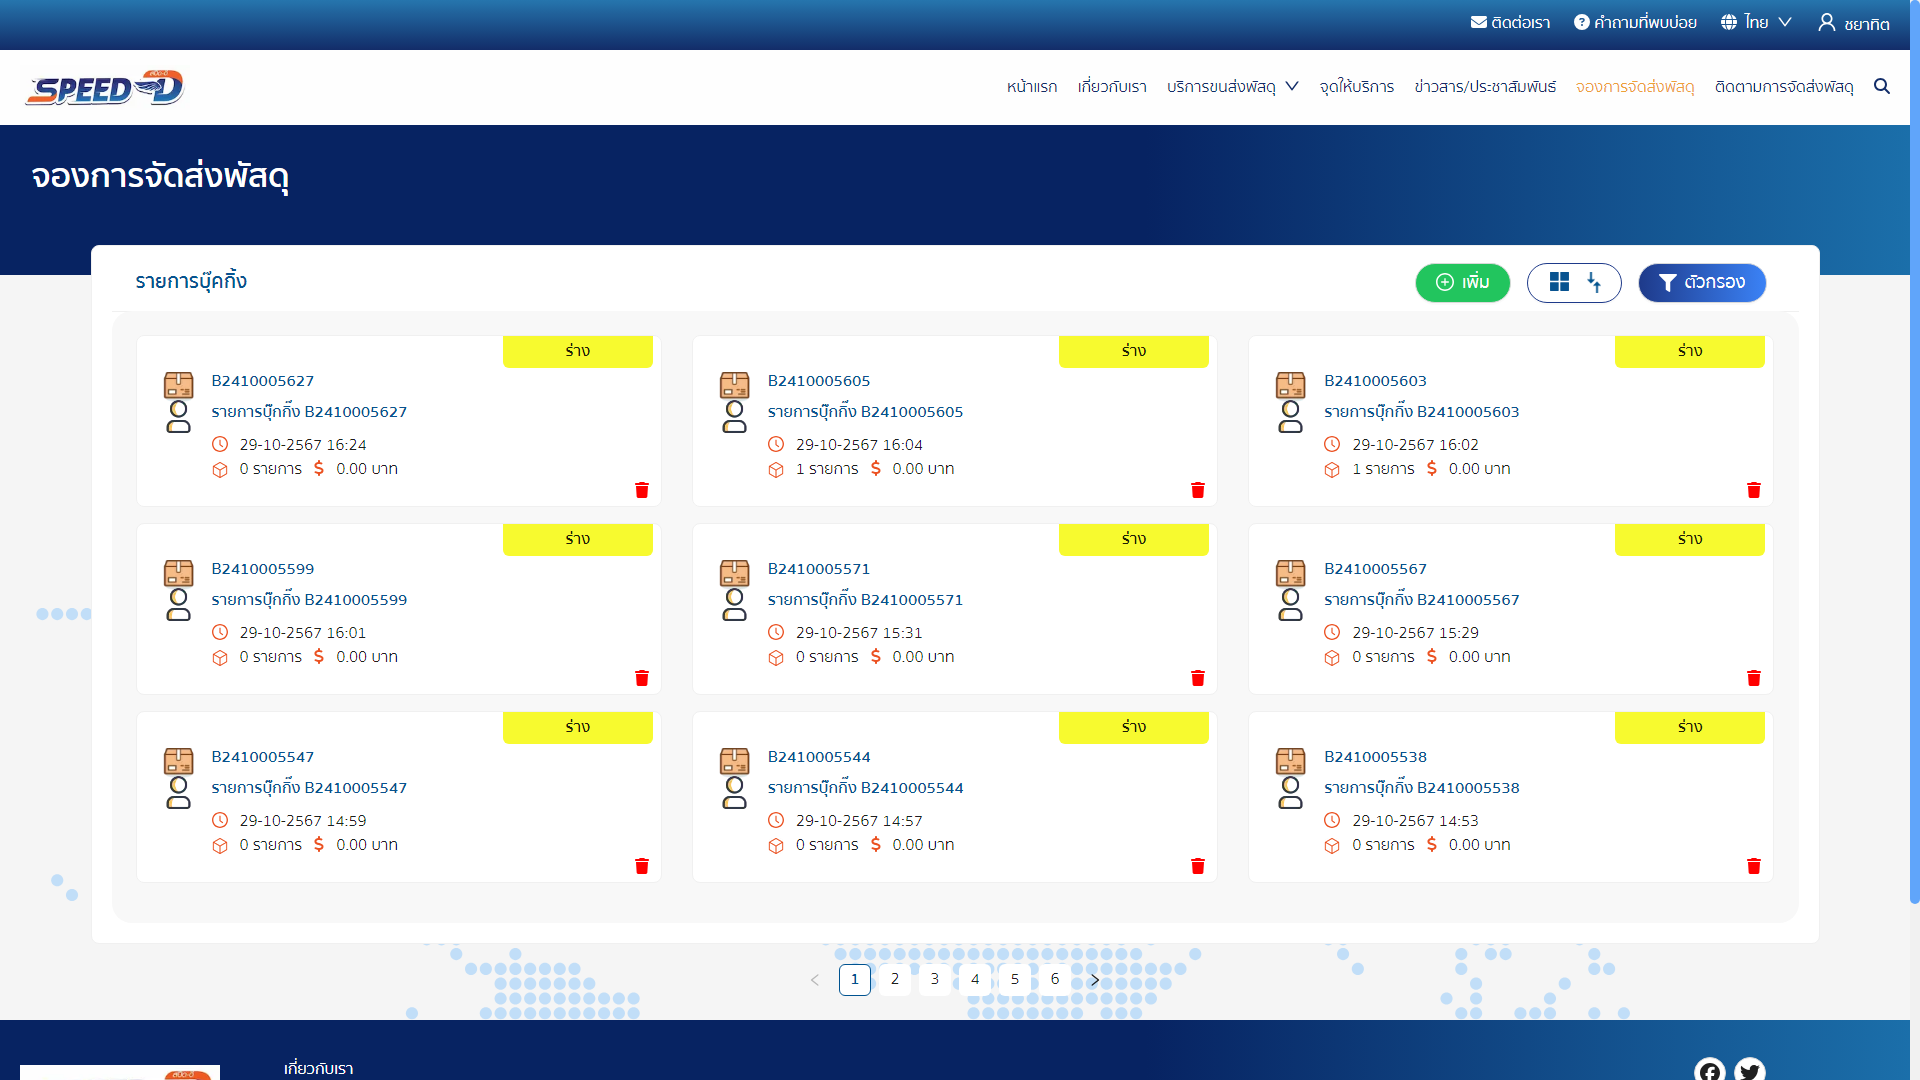 ติดต่อเรา คำถามที่พบบ่อย ไทย ชยาทิต
SPEED-D
หน้าแรก เกี่ยวกับเรา บริการขนส่งพัสดุ จุดให้บริการ ข่าวสาร/ประชาสัมพันธ์ จองการจัดส่งพัสดุ ติดตามการจัดส่งพัสดุ
จองการจัดส่งพัสดุ
รายการบุ๊คกิ้ง เพิ่ม ตัวกรอง
ร่าง ร่าง ร่าง
B2410005627 B2410005605 B2410005603
รายการบุ๊กกิ๊ง B2410005627 รายการบุ๊กกิ๊ง B2410005605 รายการบุ๊กกิ๊ง B2410005603
29-10-2567 16:24 29-10-2567 16:04 29-10-2567 16:02
0 รายการ $ 0.00 บาท 1 รายการ $ 0.00 บาท 1 รายการ $ 0.00 บาท
ร่าง ร่าง ร่าง
B2410005599 B2410005571 B2410005567
รายการบุ๊กกิ๊ง B2410005599 รายการบุ๊กกิ๊ง B2410005571 รายการบุ๊กกิ๊ง B2410005567
29-10-2567 16:01 29-10-2567 15:31 29-10-2567 15:29
0 รายการ $ 0.00 บาท 0 รายการ $ 0.00 บาท 0 รายการ $ 0.00 บาท
ร่าง ร่าง ร่าง
B2410005547 B2410005544 B2410005538
รายการบุ๊กกิ๊ง B2410005547 รายการบุ๊กกิ๊ง B2410005544 รายการบุ๊กกิ๊ง B2410005538
29-10-2567 14:59 29-10-2567 14:57 29-10-2567 14:53
0 รายการ $ 0.00 บาท 0 รายการ $ 0.00 บาท 0 รายการ $ 0.00 บาท
1 2 3 4 5 6
เกี่ยวกับเรา